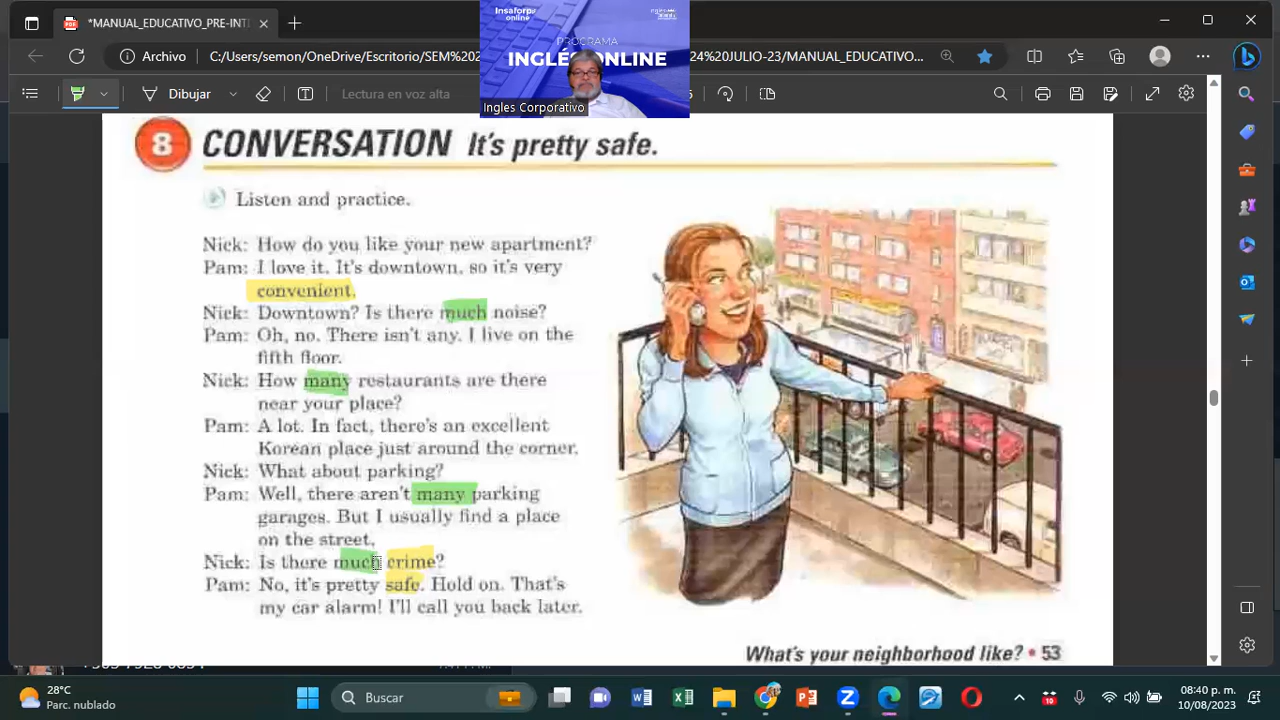 *MANUAL_EDUCATIVO_PRE-INT
Archivo
C:/Users/semon/OneDrive/Escritorio/SEM%2
24%20JULIO-23/MANUAL_EDUCATIVO...
Dibujar
Lectura en voz alta
Insaforp
online
PROGRAMA
INGLÉS ONLINE
Ingles Corporativo
8 CONVERSATION It's pretty safe.
Listen and practice.
Nick: How do you like your new apartment?
Pam: I love it. It's downtown, so it's very
convenient.
Nick: Downtown? Is there much noise?
Pam: Oh, no. There isn't any. I live on the
fifth floor.
Nick: How many restaurants are there
near your place?
Pam: A lot. In fact, there's an excellent
Korean place just around the corner.
Nick: What about parking?
Pam: Well, there aren't many parking
garages. But I usually find a place
on the street.
Nick: Is there much crime?
Pam: No, it's pretty safe. Hold on. That's
my car alarm! I'll call you back later.
What's your neighborhood like? • 53
28°C
Parc. nublado
Buscar
10
08:40 p. m.
10/08/2023